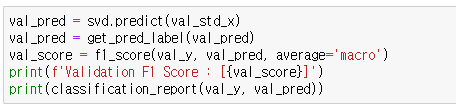 val_pred = svd.predict(val_std_x)
val_pred = get_pred_label(val_pred)
val_score = f1_score(val_y, val_pred, average='macro')
print(f'Validation F1 Score : [{val_score}]')
print(classification_report(val_y, val_pred))